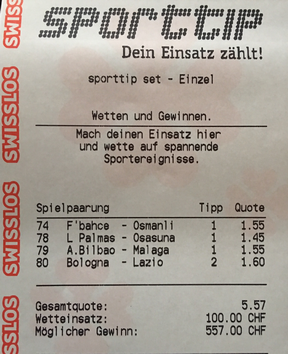 sporttip
Dein Einsatz zählt!
sporttip set - Einzel
Wetten und Gewinnen.
Mach deinen Einsatz hier
und wette auf spannende
Sportereignisse.
Spielpaarung Tipp Quote
74 F'bahce - Osmanli 1 1.55
78 L Palmas - Osasuna 1 1.45
79 A.Bilbao - Malaga 1 1.55
80 Bologna - Lazio 2 1.60
Gesamtquote: 5.57
Wetteinsatz: 100.00 CHF
Möglicher Gewinn: 557.00 CHF
SWISSLOS
SWISSLOS
SWISSLOS
SWISSLOS